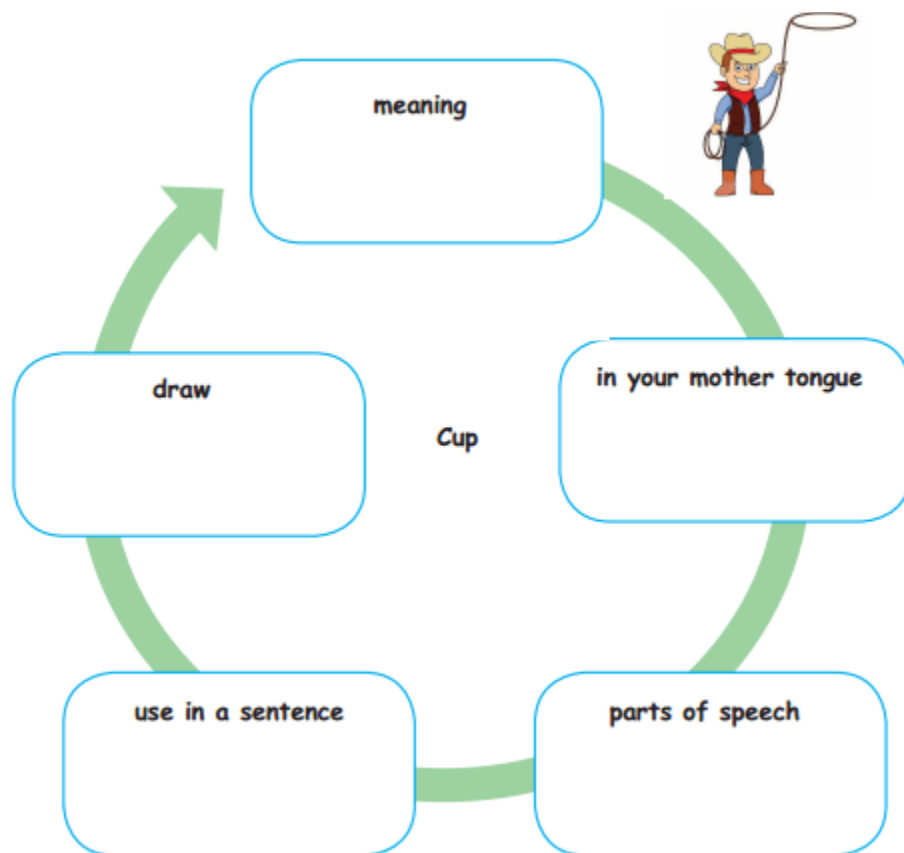 meaning
in your mother tongue
draw
Cup
use in a sentence
parts of speech